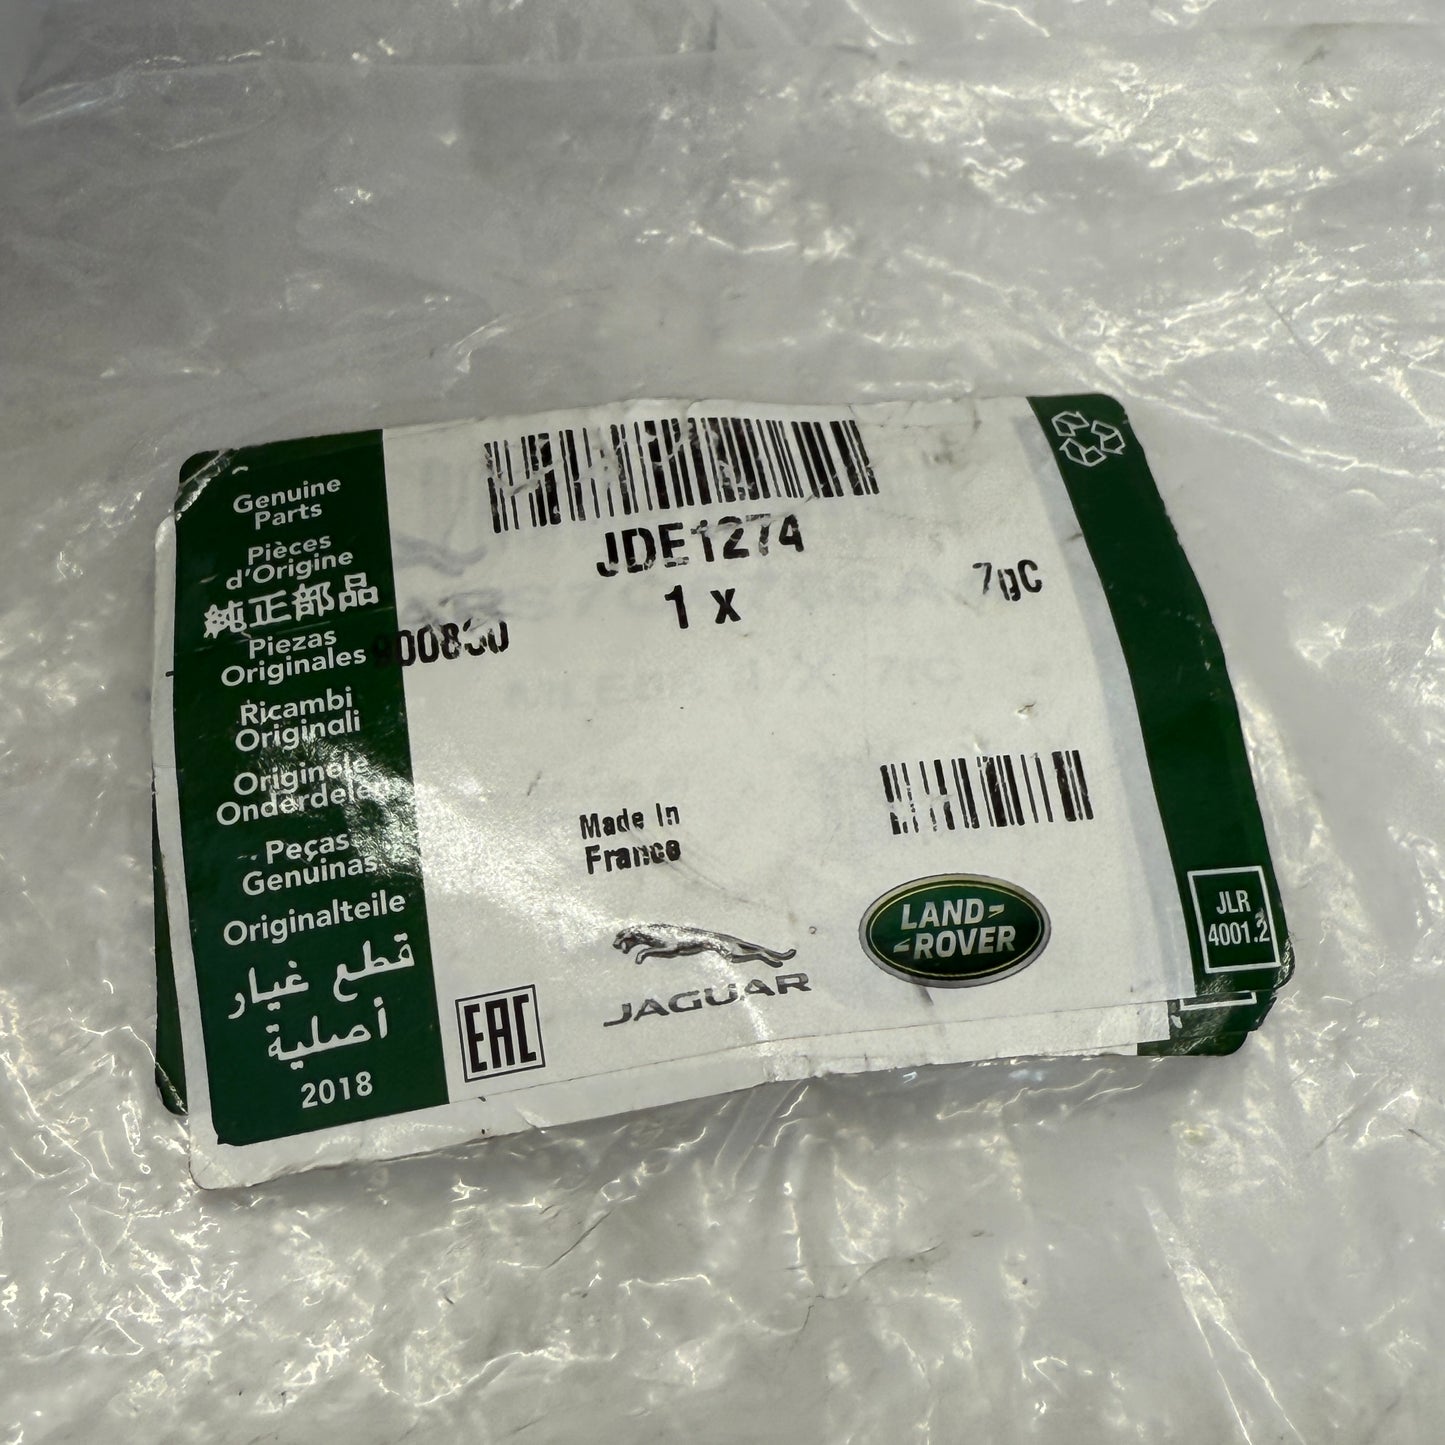 Genuine
Parts
Pièces
d'Origine
純正部品
Piezas
Originales
Ricambi
Originali
Originele
Onderdelen
Peças
Genuinas
Originalteile
قطع غيار
أصلية
2018
JDE1274
1 x
7gC
Made In
France
EAC
JAGUAR
LAND-
-ROVER
JLR
4001.2